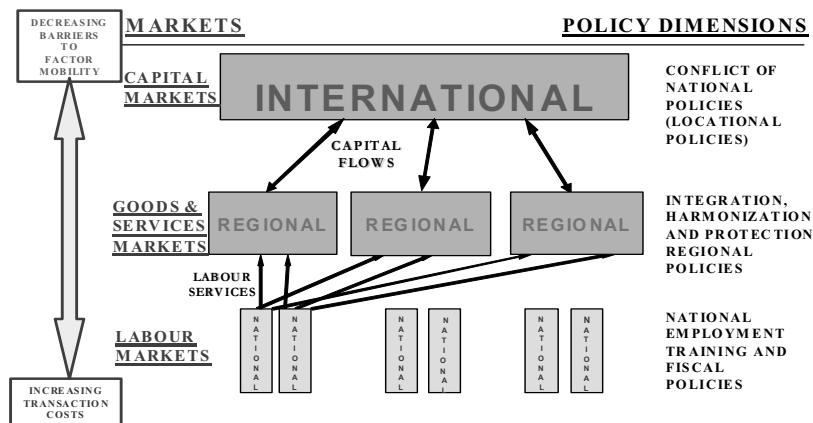 DECREASING
BARRIERS
TO
FACTOR
MOBILITY
MARKETS
POLICY DIMENSIONS
CAPITAL
MARKETS
INTERNATIONAL
CONFLICT OF
NATIONAL
POLICIES
(LOCATIONAL
POLICIES)
CAPITAL
FLOWS
GOODS &
SERVICES
MARKETS
REGIONAL
REGIONAL
REGIONAL
INTEGRATION,
HARMONIZATION
AND PROTECTION
REGIONAL
POLICIES
LABOUR
SERVICES
LABOUR
MARKETS
NATIONAL
NATIONAL
NATIONAL
NATIONAL
NATIONAL
NATIONAL
NATIONAL
EMPLOYMENT
TRAINING AND
FISCAL
POLICIES
INCREASING
TRANSACTION
COSTS